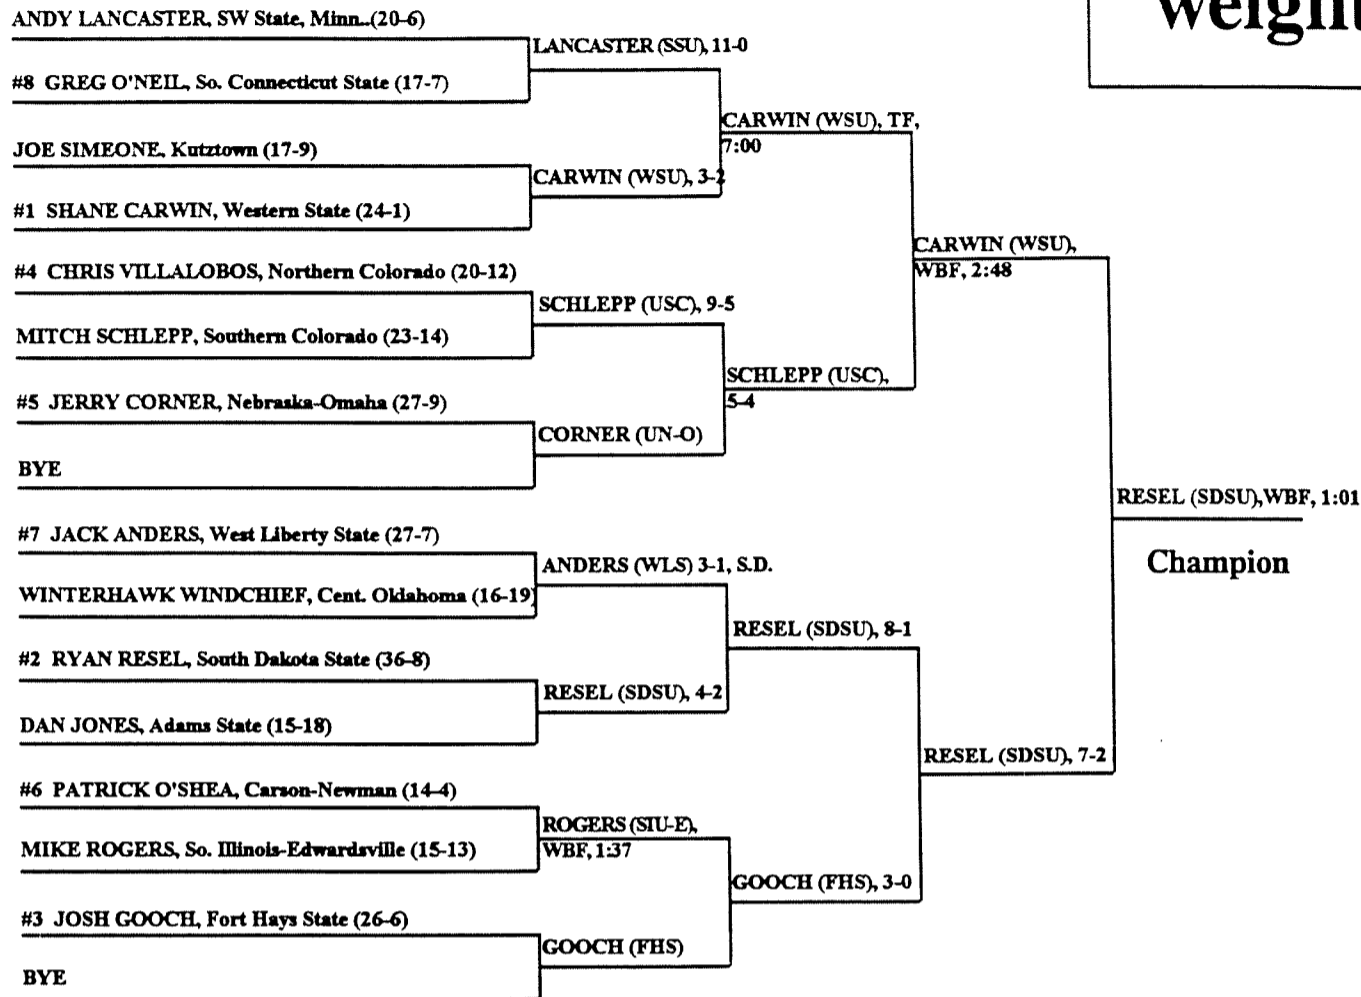 weight
ANDY LANCASTER, SW State, Minn..(20-6)
LANCASTER (SSU), 11-0
#8 GREG O'NEIL, So. Connecticut State (17-7)
CARWIN (WSU), TF,
7:00
JOE SIMEONE, Kutztown (17-9)
CARWIN (WSU), 3-2
#1 SHANE CARWIN, Western State (24-1)
CARWIN (WSU),
WBF, 2:48
#4 CHRIS VILLALOBOS, Northern Colorado (20-12)
SCHLEPP (USC), 9-5
MITCH SCHLEPP, Southern Colorado (23-14)
SCHLEPP (USC),
5-4
#5 JERRY CORNER, Nebraska-Omaha (27-9)
CORNER (UN-O)
BYE
RESEL (SDSU),WBF, 1:01
Champion
#7 JACK ANDERS, West Liberty State (27-7)
ANDERS (WLS) 3-1, S.D.
WINTERHAWK WINDCHIEF, Cent. Oklahoma (16-19)
RESEL (SDSU), 8-1
#2 RYAN RESEL, South Dakota State (36-8)
RESEL (SDSU), 4-2
DAN JONES, Adams State (15-18)
RESEL (SDSU), 7-2
#6 PATRICK O'SHEA, Carson-Newman (14-4)
ROGERS (SIU-E),
WBF, 1:37
MIKE ROGERS, So. Illinois-Edwardsville (15-13)
GOOCH (FHS), 3-0
#3 JOSH GOOCH, Fort Hays State (26-6)
GOOCH (FHS)
BYE